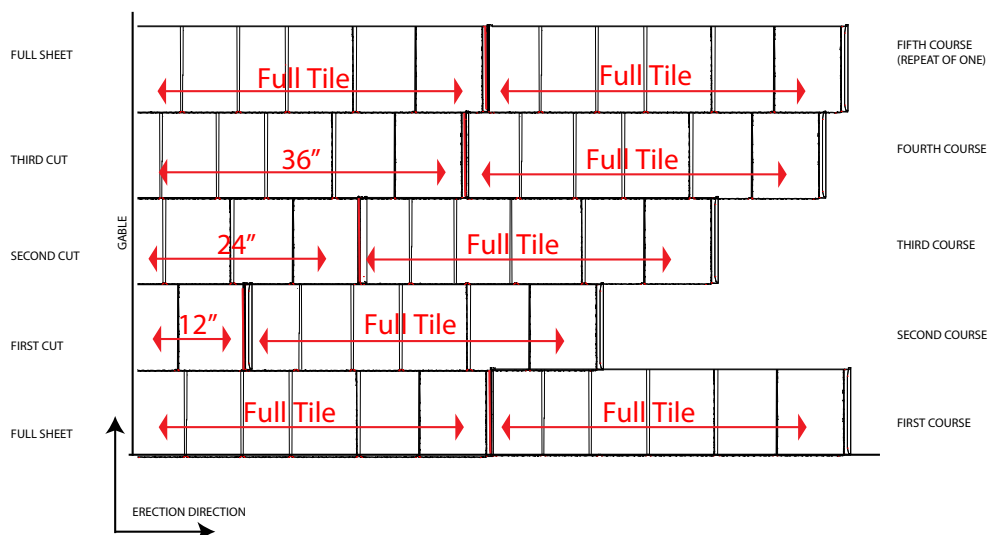 FULL SHEET
Full Tile
Full Tile
FIFTH COURSE
(REPEAT OF ONE)
THIRD CUT
36”
Full Tile
FOURTH COURSE
GABLE
SECOND CUT
24”
Full Tile
THIRD COURSE
FIRST CUT
12”
Full Tile
SECOND COURSE
FULL SHEET
Full Tile
Full Tile
FIRST COURSE
ERECTION DIRECTION